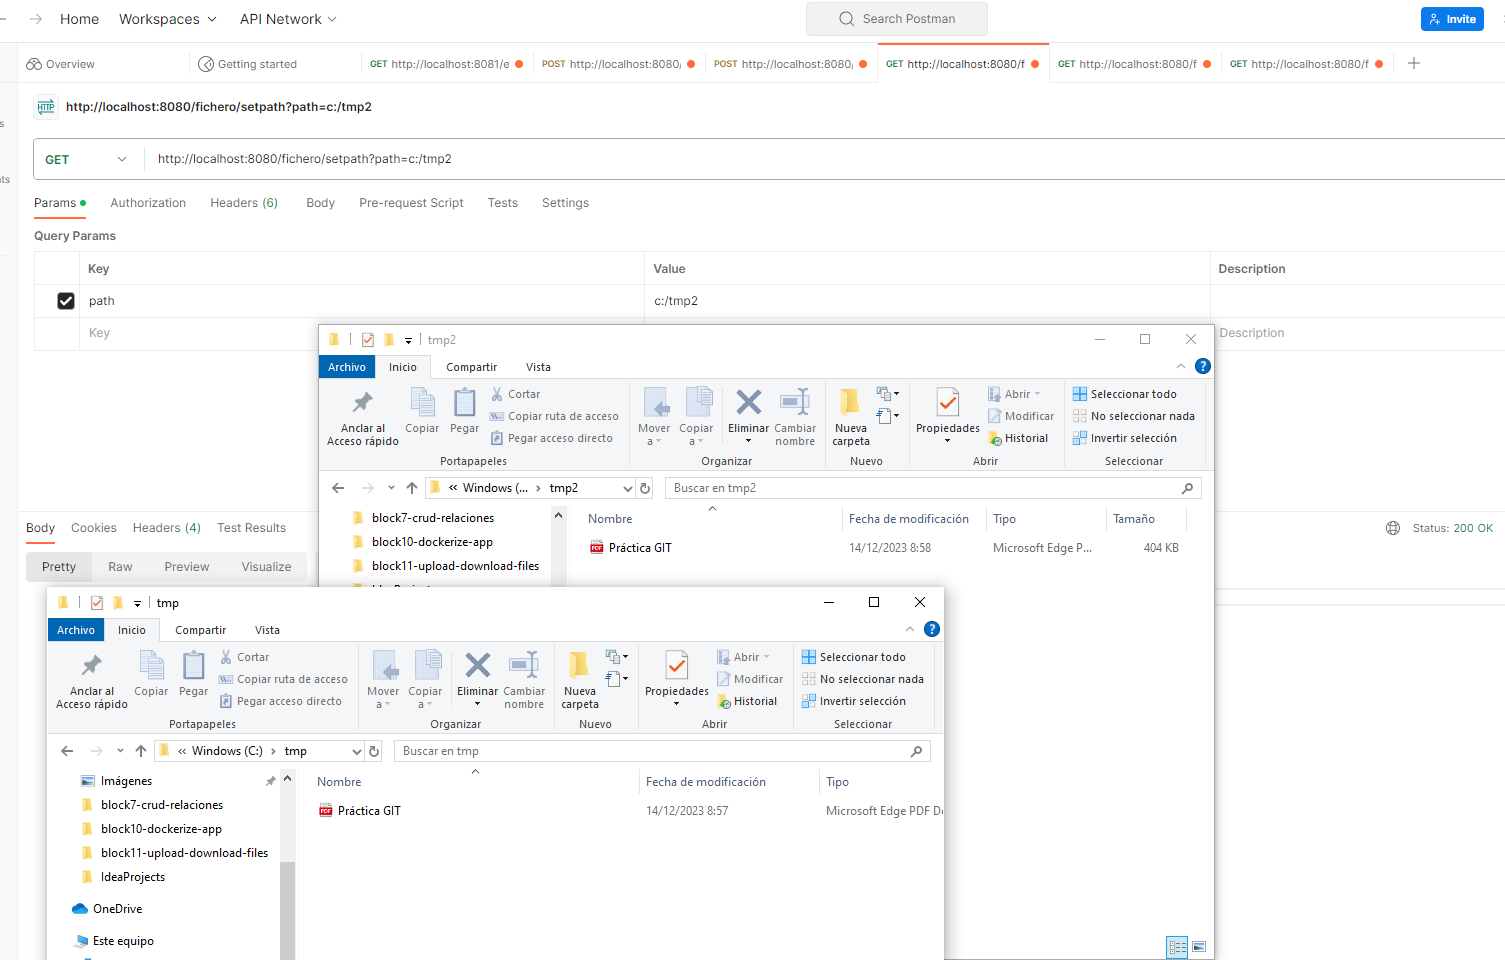 Home Workspaces API Network Search Postman Invite
Overview Getting started GET http://localhost:8081/e POST http://localhost:8080/ POST http://localhost:8080/ GET http://localhost:8080/f GET http://localhost:8080/f GET http://localhost:8080/f
HTTP http://localhost:8080/fichero/setpath?path=c:/tmp2
GET http://localhost:8080/fichero/setpath?path=c:/tmp2
Params Authorization Headers (6) Body Pre-request Script Tests Settings
Query Params
Key Value Description
path c:/tmp2
Key Description
tmp2
Archivo Inicio Compartir Vista
Anclar al Acceso rápido
Copiar
Pegar
Cortar
Copiar ruta de acceso
Pegar acceso directo
Mover a
Copiar a
Eliminar
Cambiar nombre
Nueva carpeta
Propiedades
Abrir
Modificar
Historial
Seleccionar todo
No seleccionar nada
Invertir selección
Portapapeles Organizar Nuevo Abrir Seleccionar
« Windows (... › tmp2 Buscar en tmp2
Nombre Fecha de modificación Tipo Tamaño
Práctica GIT 14/12/2023 8:58 Microsoft Edge P... 404 KB
block7-crud-relaciones
block10-dockerize-app
block11-upload-download-files
Body Cookies Headers (4) Test Results Status: 200 OK
Pretty Raw Preview Visualize
tmp
Archivo Inicio Compartir Vista
Anclar al Acceso rápido
Copiar
Pegar
Cortar
Copiar ruta de acceso
Pegar acceso directo
Mover a
Copiar a
Eliminar
Cambiar nombre
Nueva carpeta
Propiedades
Abrir
Modificar
Historial
Seleccionar todo
No seleccionar nada
Invertir selección
Portapapeles Organizar Nuevo Abrir Seleccionar
« Windows (C:) › tmp Buscar en tmp
Nombre Fecha de modificación Tipo
Práctica GIT 14/12/2023 8:57 Microsoft Edge PDF D
Imágenes
block7-crud-relaciones
block10-dockerize-app
block11-upload-download-files
IdeaProjects
OneDrive
Este equipo